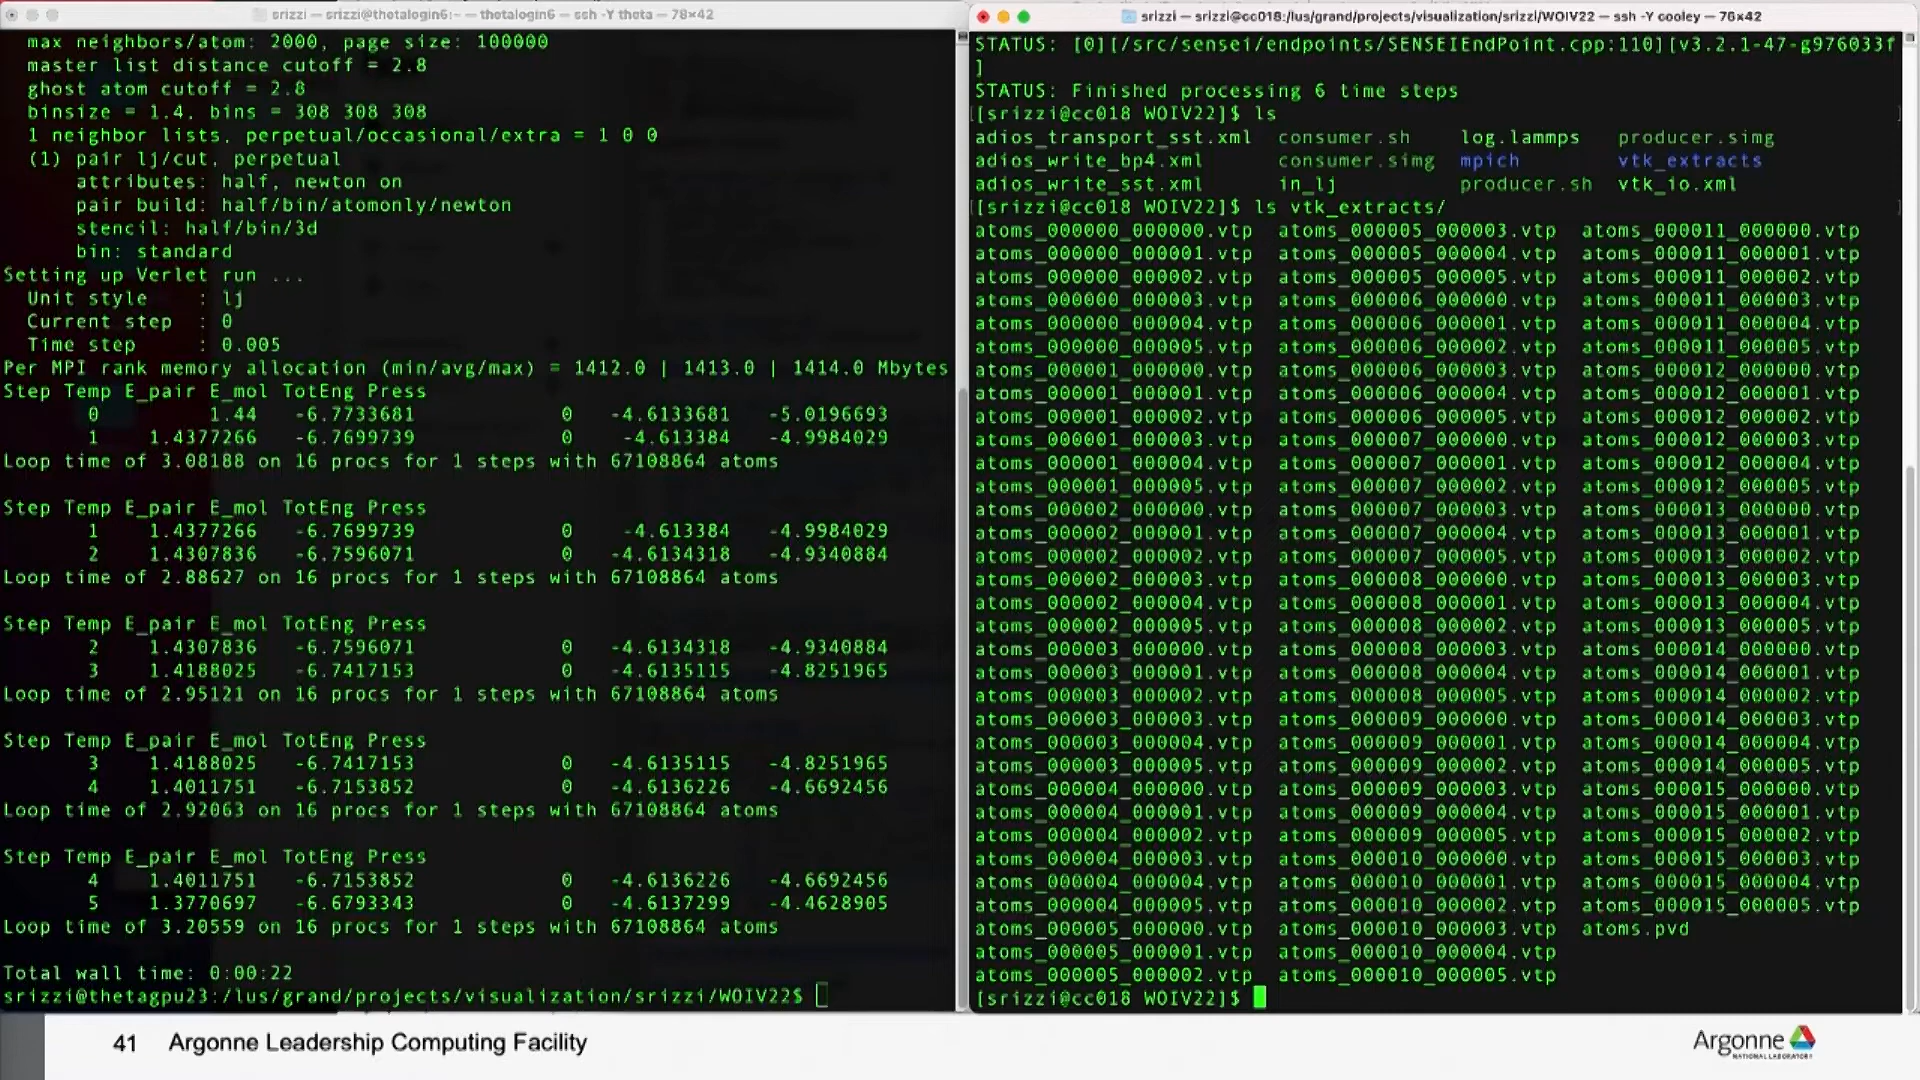 srizzi — srizzi@thetalogin6:~ — thetalogin6 — ssh -Y theta — 78×42
max neighbors/atom: 2000, page size: 100000
master list distance cutoff = 2.8
ghost atom cutoff = 2.8
binsize = 1.4, bins = 308 308 308
1 neighbor lists, perpetual/occasional/extra = 1 0 0
(1) pair lj/cut, perpetual
attributes: half, newton on
pair build: half/bin/atomonly/newton
stencil: half/bin/3d
bin: standard
Setting up Verlet run ...
Unit style : lj
Current step : 0
Time step : 0.005
Per MPI rank memory allocation (min/avg/max) = 1412.0 | 1413.0 | 1414.0 Mbytes
Step Temp E_pair E_mol TotEng Press
0 1.44 -6.7733681 0 -4.6133681 -5.0196693
1 1.4377266 -6.7699739 0 -4.613384 -4.9984029
Loop time of 3.08188 on 16 procs for 1 steps with 67108864 atoms
Step Temp E_pair E_mol TotEng Press
1 1.4377266 -6.7699739 0 -4.613384 -4.9984029
2 1.4307836 -6.7596071 0 -4.6134318 -4.9340884
Loop time of 2.88627 on 16 procs for 1 steps with 67108864 atoms
Step Temp E_pair E_mol TotEng Press
2 1.4307836 -6.7596071 0 -4.6134318 -4.9340884
3 1.4188025 -6.7417153 0 -4.6135115 -4.8251965
Loop time of 2.95121 on 16 procs for 1 steps with 67108864 atoms
Step Temp E_pair E_mol TotEng Press
3 1.4188025 -6.7417153 0 -4.6135115 -4.8251965
4 1.4011751 -6.7153852 0 -4.6136226 -4.6692456
Loop time of 2.92063 on 16 procs for 1 steps with 67108864 atoms
Step Temp E_pair E_mol TotEng Press
4 1.4011751 -6.7153852 0 -4.6136226 -4.6692456
5 1.3770697 -6.6793343 0 -4.6137299 -4.4628905
Loop time of 3.20559 on 16 procs for 1 steps with 67108864 atoms
Total wall time: 0:00:22
srizzi@thetagpu23:/lus/grand/projects/visualization/srizzi/WOIV22$
srizzi — srizzi@cc018:/lus/grand/projects/visualization/srizzi/WOIV22 — ssh -Y cooley — 76×42
STATUS: [0][/src/sensei/endpoints/SENSEIEndPoint.cpp:110][v3.2.1-47-g976033f
]
STATUS: Finished processing 6 time steps
[[srizzi@cc018 WOIV22]$ ls ]
adios_transport_sst.xml consumer.sh log.lammps producer.simg
adios_write_bp4.xml consumer.simg mpich vtk_extracts
adios_write_sst.xml in_lj producer.sh vtk_io.xml
[[srizzi@cc018 WOIV22]$ ls vtk_extracts/ ]
atoms_000000_000000.vtp atoms_000005_000003.vtp atoms_000011_000000.vtp
atoms_000000_000001.vtp atoms_000005_000004.vtp atoms_000011_000001.vtp
atoms_000000_000002.vtp atoms_000005_000005.vtp atoms_000011_000002.vtp
atoms_000000_000003.vtp atoms_000006_000000.vtp atoms_000011_000003.vtp
atoms_000000_000004.vtp atoms_000006_000001.vtp atoms_000011_000004.vtp
atoms_000000_000005.vtp atoms_000006_000002.vtp atoms_000011_000005.vtp
atoms_000001_000000.vtp atoms_000006_000003.vtp atoms_000012_000000.vtp
atoms_000001_000001.vtp atoms_000006_000004.vtp atoms_000012_000001.vtp
atoms_000001_000002.vtp atoms_000006_000005.vtp atoms_000012_000002.vtp
atoms_000001_000003.vtp atoms_000007_000000.vtp atoms_000012_000003.vtp
atoms_000001_000004.vtp atoms_000007_000001.vtp atoms_000012_000004.vtp
atoms_000001_000005.vtp atoms_000007_000002.vtp atoms_000012_000005.vtp
atoms_000002_000000.vtp atoms_000007_000003.vtp atoms_000013_000000.vtp
atoms_000002_000001.vtp atoms_000007_000004.vtp atoms_000013_000001.vtp
atoms_000002_000002.vtp atoms_000007_000005.vtp atoms_000013_000002.vtp
atoms_000002_000003.vtp atoms_000008_000000.vtp atoms_000013_000003.vtp
atoms_000002_000004.vtp atoms_000008_000001.vtp atoms_000013_000004.vtp
atoms_000002_000005.vtp atoms_000008_000002.vtp atoms_000013_000005.vtp
atoms_000003_000000.vtp atoms_000008_000003.vtp atoms_000014_000000.vtp
atoms_000003_000001.vtp atoms_000008_000004.vtp atoms_000014_000001.vtp
atoms_000003_000002.vtp atoms_000008_000005.vtp atoms_000014_000002.vtp
atoms_000003_000003.vtp atoms_000009_000000.vtp atoms_000014_000003.vtp
atoms_000003_000004.vtp atoms_000009_000001.vtp atoms_000014_000004.vtp
atoms_000003_000005.vtp atoms_000009_000002.vtp atoms_000014_000005.vtp
atoms_000004_000000.vtp atoms_000009_000003.vtp atoms_000015_000000.vtp
atoms_000004_000001.vtp atoms_000009_000004.vtp atoms_000015_000001.vtp
atoms_000004_000002.vtp atoms_000009_000005.vtp atoms_000015_000002.vtp
atoms_000004_000003.vtp atoms_000010_000000.vtp atoms_000015_000003.vtp
atoms_000004_000004.vtp atoms_000010_000001.vtp atoms_000015_000004.vtp
atoms_000004_000005.vtp atoms_000010_000002.vtp atoms_000015_000005.vtp
atoms_000005_000000.vtp atoms_000010_000003.vtp atoms.pvd
atoms_000005_000001.vtp atoms_000010_000004.vtp
atoms_000005_000002.vtp atoms_000010_000005.vtp
[srizzi@cc018 WOIV22]$
41 Argonne Leadership Computing Facility
Argonne
NATIONAL LABORATORY